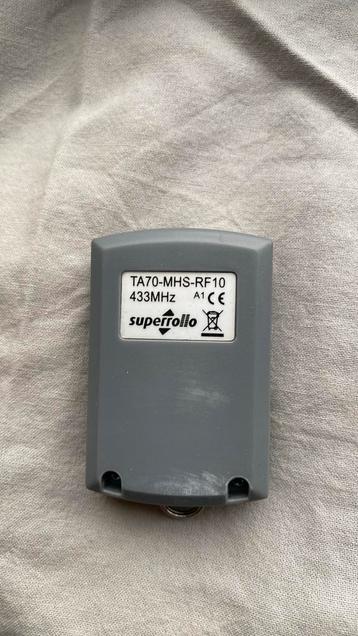 TA70-MHS-RF10
433MHz A1 CE
superrollo